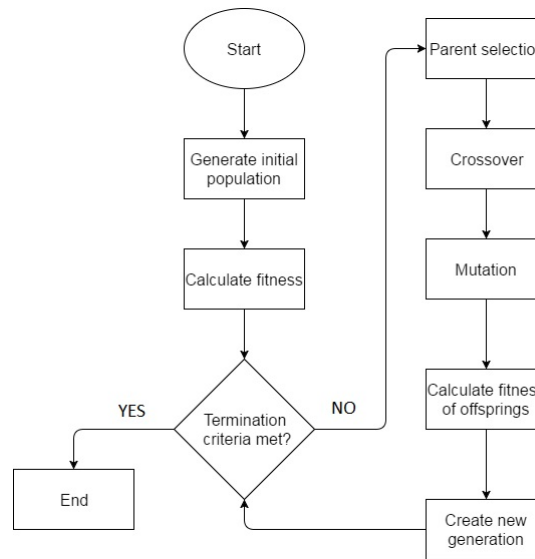 Start
Generate initial
population
Calculate fitness
Termination
criteria met?
YES
NO
End
Parent selectio
Crossover
Mutation
Calculate fitnes
of offsprings
Create new
generation